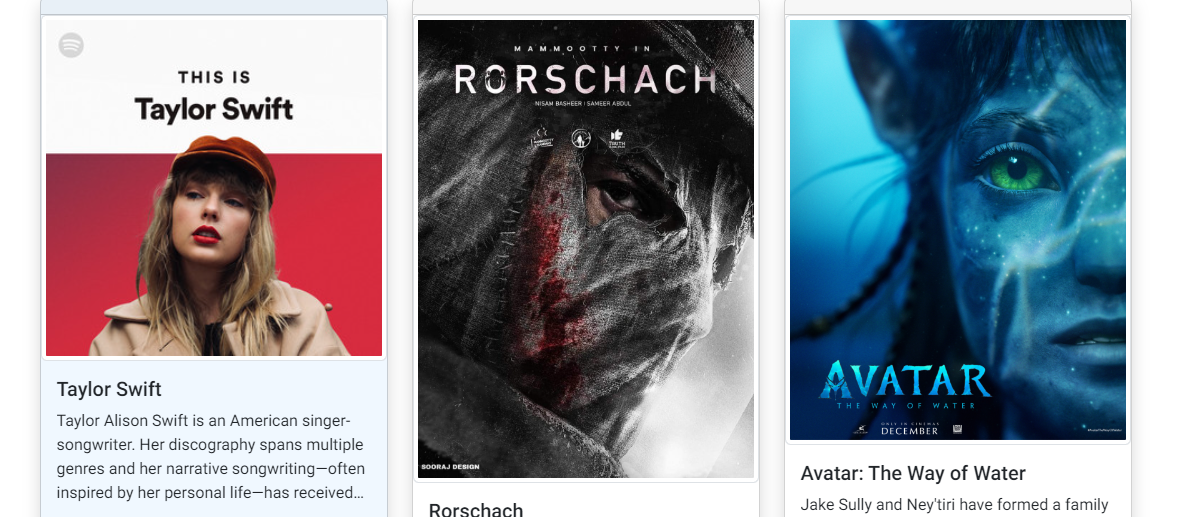 THIS IS
Taylor Swift
Taylor Swift
Taylor Alison Swift is an American singer-
songwriter. Her discography spans multiple
genres and her narrative songwriting—often
inspired by her personal life—has received...
MAMMOOTTY IN
RORSCHACH
NISAM BASHEER | SAMEER ABDUL
SOORAJ DESIGN
Rorschach
AVATAR
THE WAY OF WATER
ONLY IN CINEMAS
DECEMBER
Avatar: The Way of Water
Jake Sully and Ney'tiri have formed a family